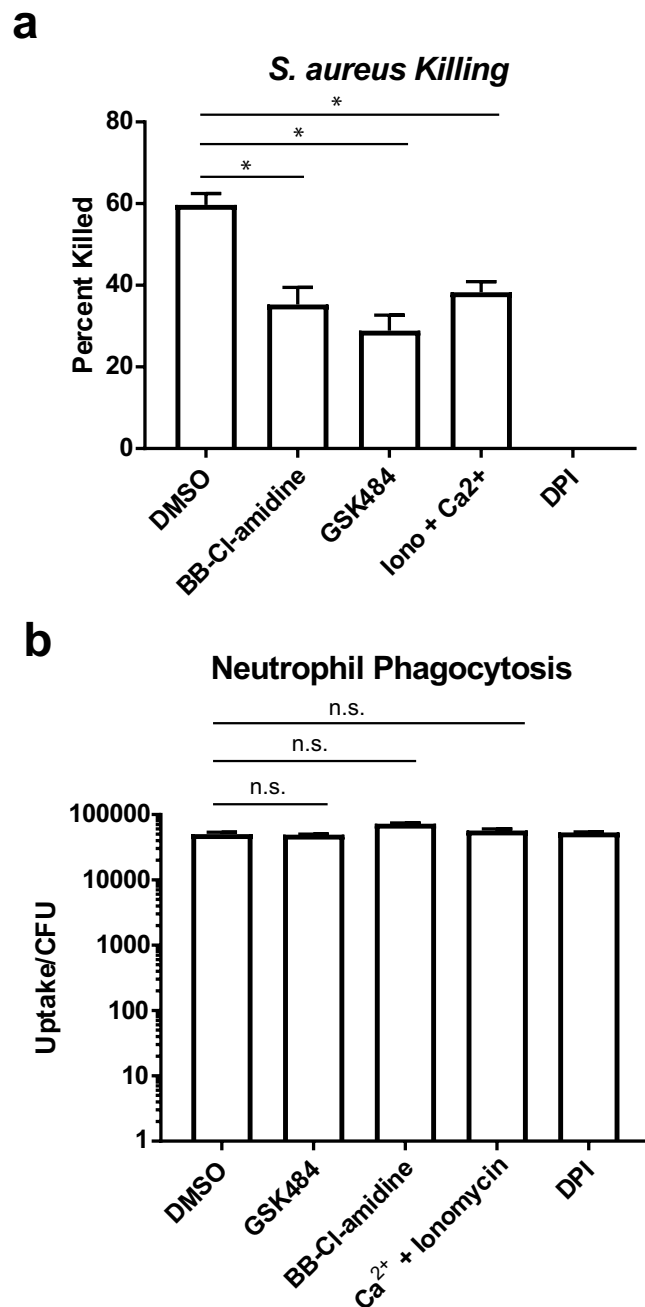 a
S. aureus Killing
*
*
*
80
60
40
20
0
Percent Killed
DMSO
BB-Cl-amidine
GSK484
Iono + Ca2+
DPI
b
Neutrophil Phagocytosis
n.s.
n.s.
n.s.
100000
10000
1000
100
10
1
Uptake/CFU
DMSO
GSK484
BB-Cl-amidine
Ca²⁺ + Ionomycin
DPI